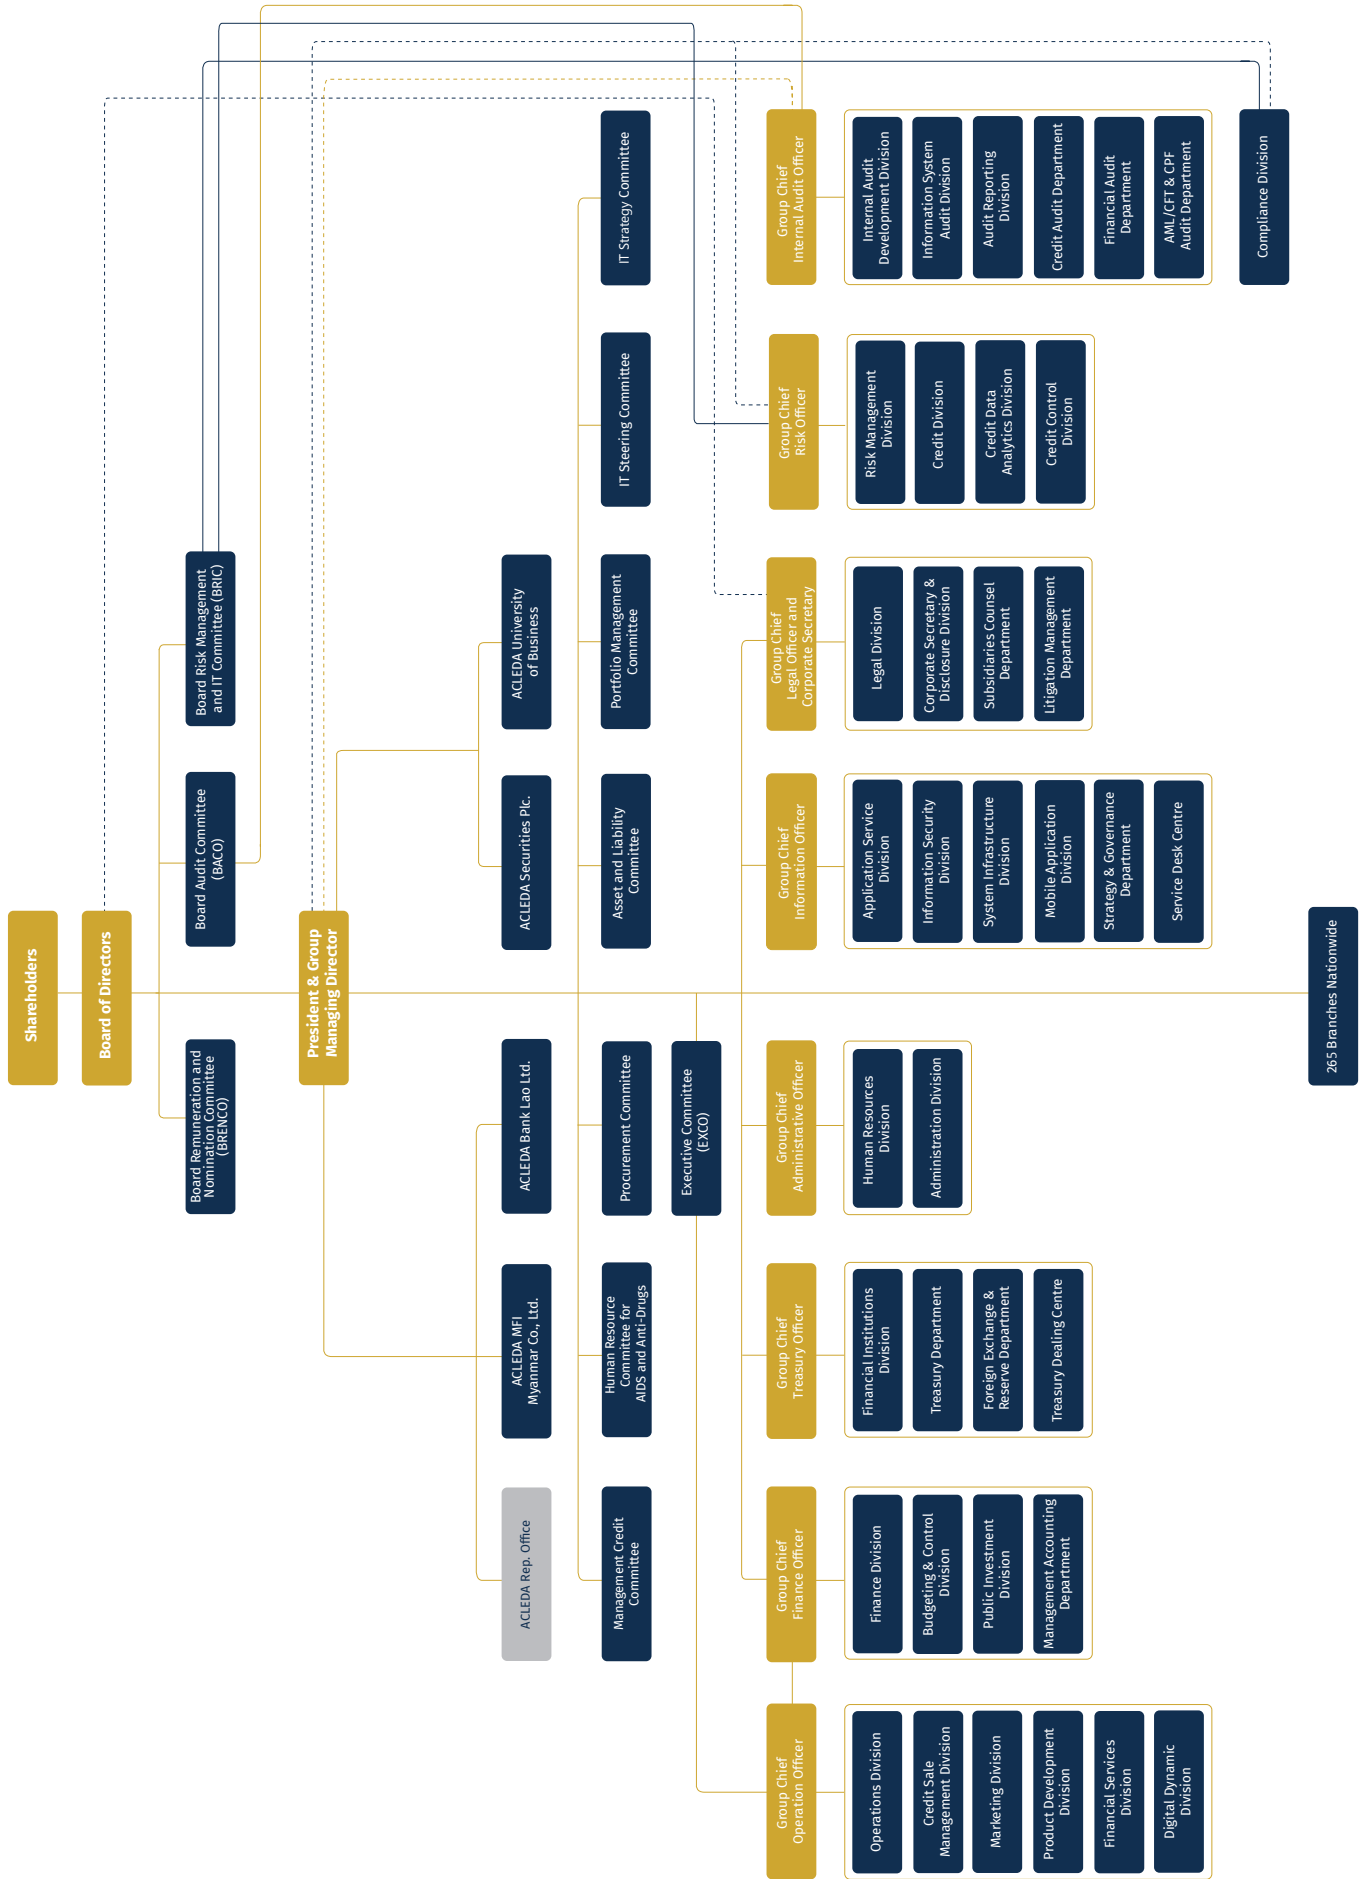 Shareholders
Board of Directors
Board Remuneration and
Nomination Committee
(BRENCO)
Board Audit Committee
(BACO)
Board Risk Management
and IT Committee (BRIC)
President & Group
Managing Director
ACLEDA Rep. Office
ACLEDA MFI
Myanmar Co., Ltd.
ACLEDA Bank Lao Ltd.
ACLEDA Securities Plc.
ACLEDA University
of Business
Management Credit
Committee
Human Resource
Committee for
AIDS and Anti-Drugs
Procurement Committee
Asset and Liability
Committee
Portfolio Management
Committee
IT Steering Committee
IT Strategy Committee
Executive Committee
(EXCO)
Group Chief
Operation Officer
Operations Division
Credit Sale
Management Division
Marketing Division
Product Development
Division
Financial Services
Division
Digital Dynamic
Division
Group Chief
Finance Officer
Finance Division
Budgeting & Control
Division
Public Investment
Division
Management Accounting
Department
Group Chief
Treasury Officer
Financial Institutions
Division
Treasury Department
Foreign Exchange &
Reserve Department
Treasury Dealing Centre
Group Chief
Administrative Officer
Human Resources
Division
Administration Division
Group Chief
Information Officer
Application Service
Division
Information Security
Division
System Infrastructure
Division
Mobile Application
Division
Strategy & Governance
Department
Service Desk Centre
Group Chief
Legal Officer and
Corporate Secretary
Legal Division
Corporate Secretary &
Disclosure Division
Subsidiaries Counsel
Department
Litigation Management
Department
Group Chief
Risk Officer
Risk Management
Division
Credit Division
Credit Data
Analytics Division
Credit Control
Division
Group Chief
Internal Audit Officer
Internal Audit
Development Division
Information System
Audit Division
Audit Reporting
Division
Credit Audit Department
Financial Audit
Department
AML/CFT & CPF
Audit Department
Compliance Division
265 Branches Nationwide